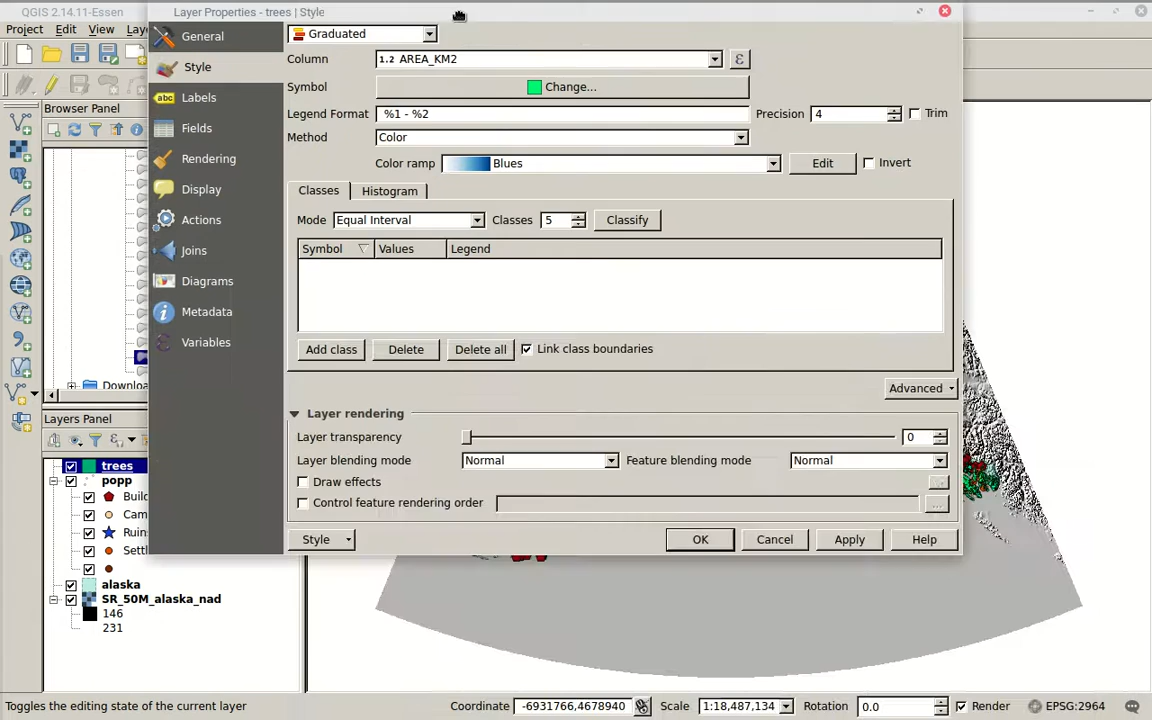 QGIS 2.14.11-Essen
Layer Properties - trees | Style
Project Edit View
Browser Panel
Downlo
Layers Panel
trees
popp
Build
Cam
Ruin
Settl
alaska
SR_50M_alaska_nad
146
231
General
Style
Labels
Fields
Rendering
Display
Actions
Joins
Diagrams
Metadata
Variables
Graduated
Column 1.2 AREA_KM2 ε
Symbol Change...
Legend Format %1 - %2 Precision 4 Trim
Method Color
Color ramp Blues Edit Invert
Classes Histogram
Mode Equal Interval Classes 5 Classify
Symbol Values Legend
Add class Delete Delete all Link class boundaries
Advanced
Layer rendering
Layer transparency 0
Layer blending mode Normal Feature blending mode Normal
Draw effects
Control feature rendering order ...
Style OK Cancel Apply Help
Toggles the editing state of the current layer Coordinate -6931766,4678940 Scale 1:18,487,134 Rotation 0.0 Render EPSG:2964